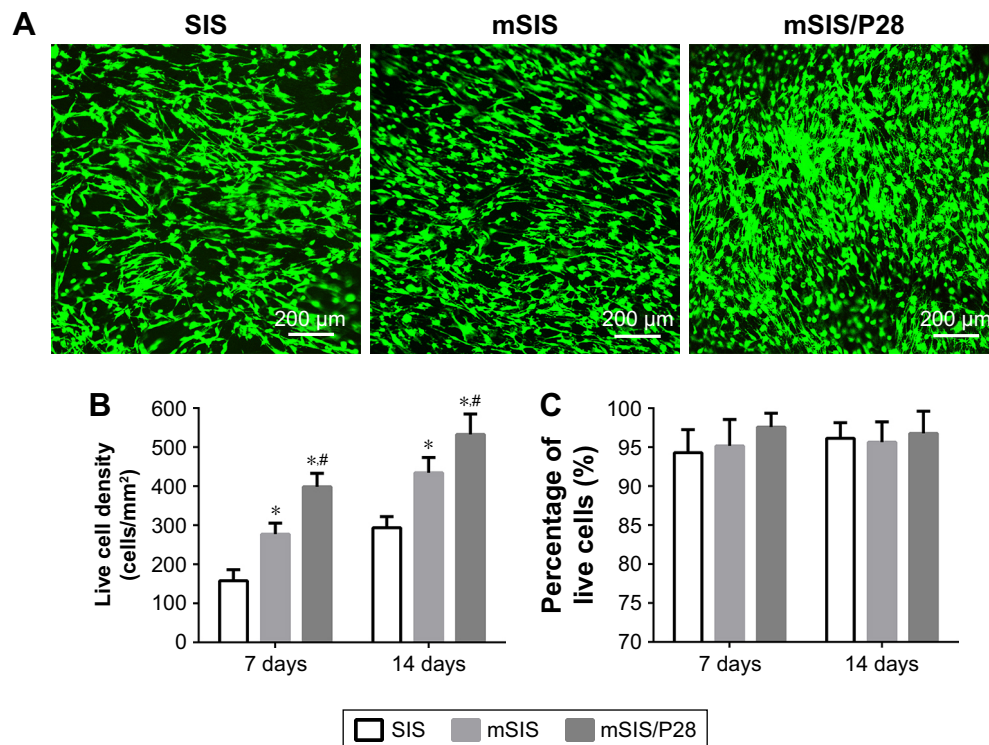 A
SIS
mSIS
mSIS/P28
200 µm
200 µm
200 µm
B
Live cell density
(cells/mm²)
600
500
400
300
200
100
0
*
*,#
*
*,#
7 days
14 days
C
Percentage of
live cells (%)
100
95
90
85
80
75
70
7 days
14 days
SIS
mSIS
mSIS/P28